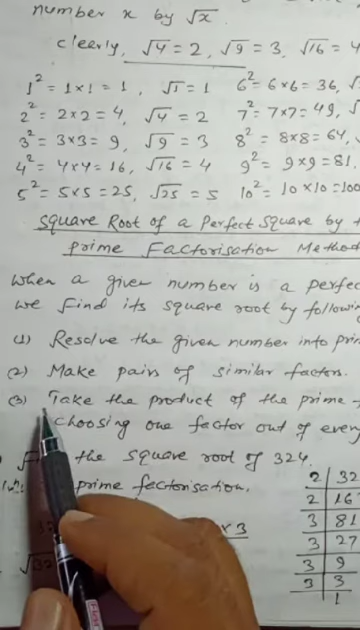 number x by √x.
clearly, √4 = 2, √9 = 3, √16 = 4
1² = 1×1 = 1, √1 = 1 6² = 6×6 = 36,
2² = 2×2 = 4, √4 = 2 7² = 7×7 = 49,
3² = 3×3 = 9, √9 = 3 8² = 8×8 = 64,
4² = 4×4 = 16, √16 = 4 9² = 9×9 = 81.
5² = 5×5 = 25, √25 = 5 10² = 10×10 = 100
Square Root of a Perfect Square by
prime Factorisation Method
When a given number is a
we find its square root by
(1) Resolve the given number into
(2) Make pairs of similar factors.
(3) Take the product of the prime
choosing one factor out of
the square root of 324.
prime factorisation.
2 32
2 16
3 81
× 3
3 27
3 9
3 3
1